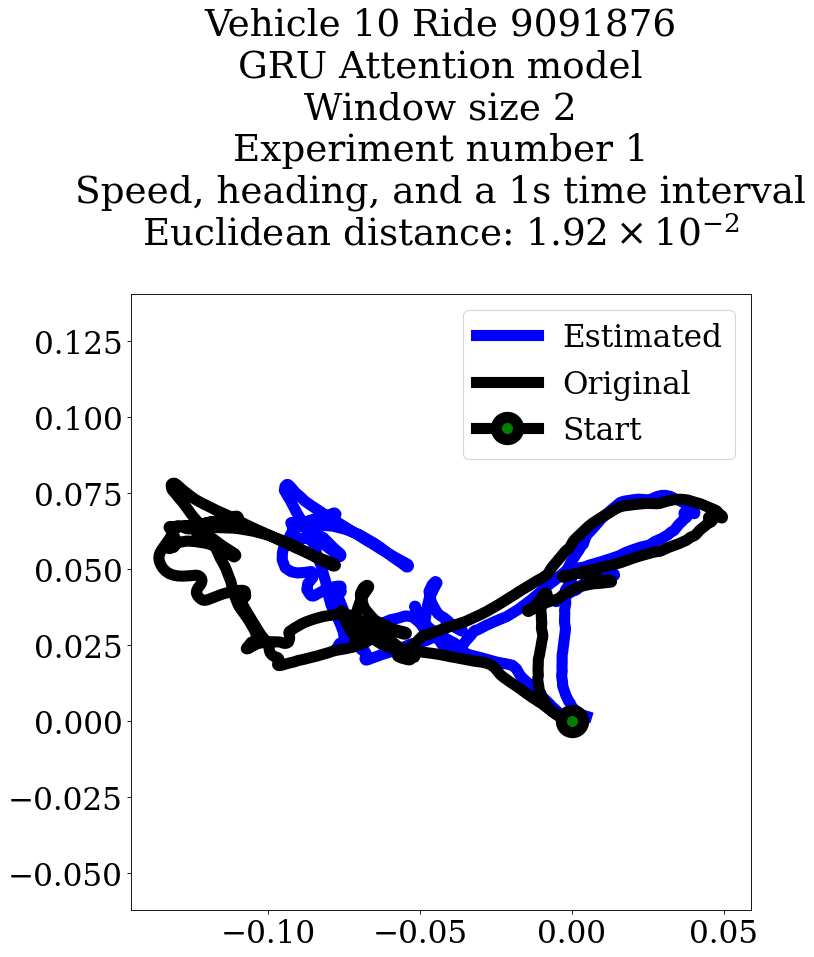 Vehicle 10 Ride 9091876
GRU Attention model
Window size 2
Experiment number 1
Speed, heading, and a 1s time interval
Euclidean distance: 1.92 × 10⁻²
Estimated
Original
Start
0.125
0.100
0.075
0.050
0.025
0.000
−0.025
−0.050
−0.10
−0.05
0.00
0.05